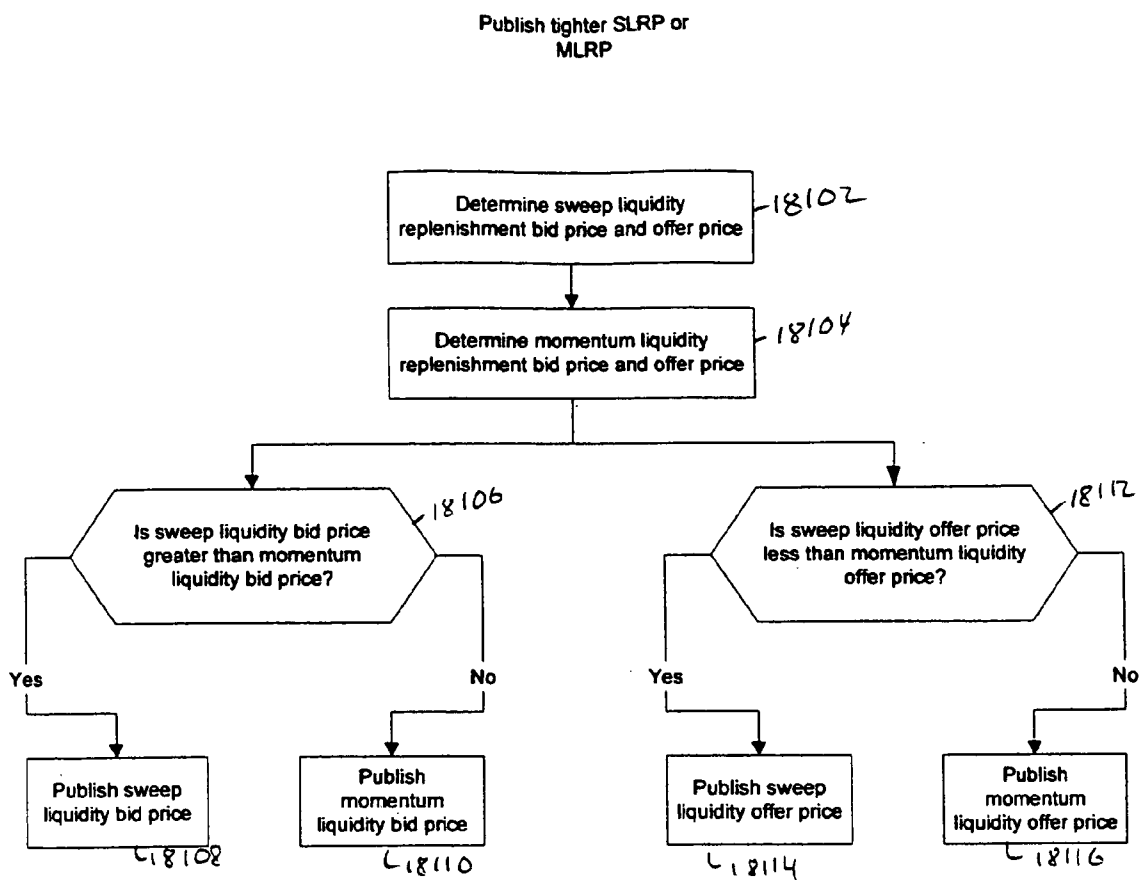 Publish tighter SLRP or
MLRP
Determine sweep liquidity
replenishment bid price and offer price
18102
Determine momentum liquidity
replenishment bid price and offer price
18104
Is sweep liquidity bid price
greater than momentum
liquidity bid price?
18106
Is sweep liquidity offer price
less than momentum liquidity
offer price?
18112
Yes
No
Yes
No
Publish sweep
liquidity bid price
18108
Publish
momentum
liquidity bid price
18110
Publish sweep
liquidity offer price
18114
Publish
momentum
liquidity offer price
18116